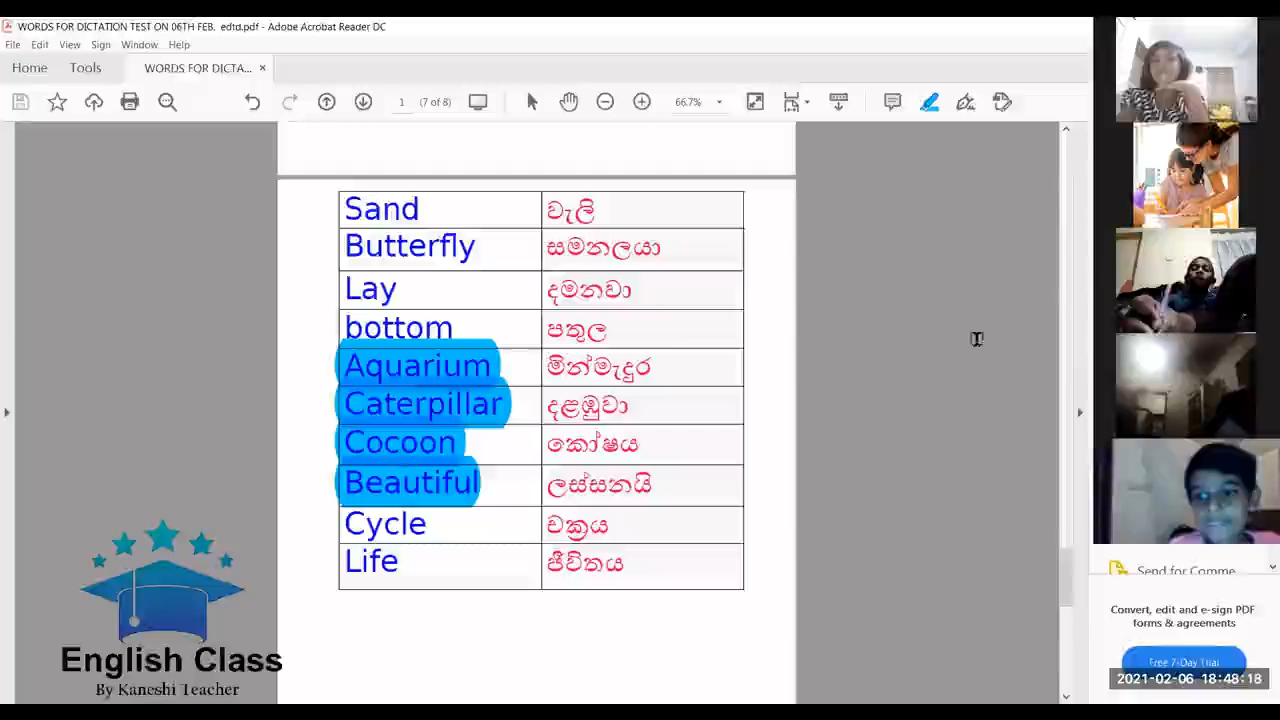 WORDS FOR DICTATION TEST ON 06TH FEB. edtd.pdf - Adobe Acrobat Reader DC
File Edit View Sign Window Help
Home Tools WORDS FOR DICTA... ×
1 (7 of 8) 66.7%
Sand වැලි
Butterfly සමනලයා
Lay දමනවා
bottom පතුල
Aquarium මින්මැදුර
Caterpillar දළඹුවා
Cocoon කෝෂය
Beautiful ලස්සනයි
Cycle චක්‍රය
Life ජීවිතය
English Class
By Kaneshi Teacher
Send for Comme
Convert, edit and e-sign PDF
forms & agreements
Free 7-Day Trial
2021-02-06 18:48:18